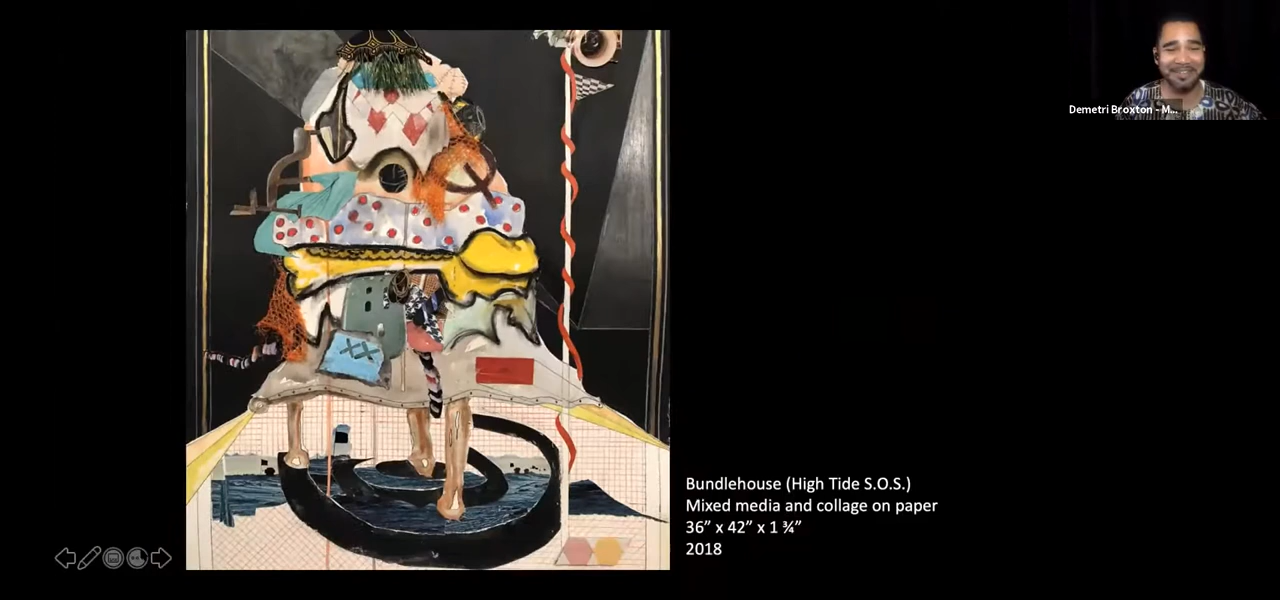 Demetri Broxton - M...
Bundlehouse (High Tide S.O.S.)
Mixed media and collage on paper
36” x 42” x 1 ¾”
2018